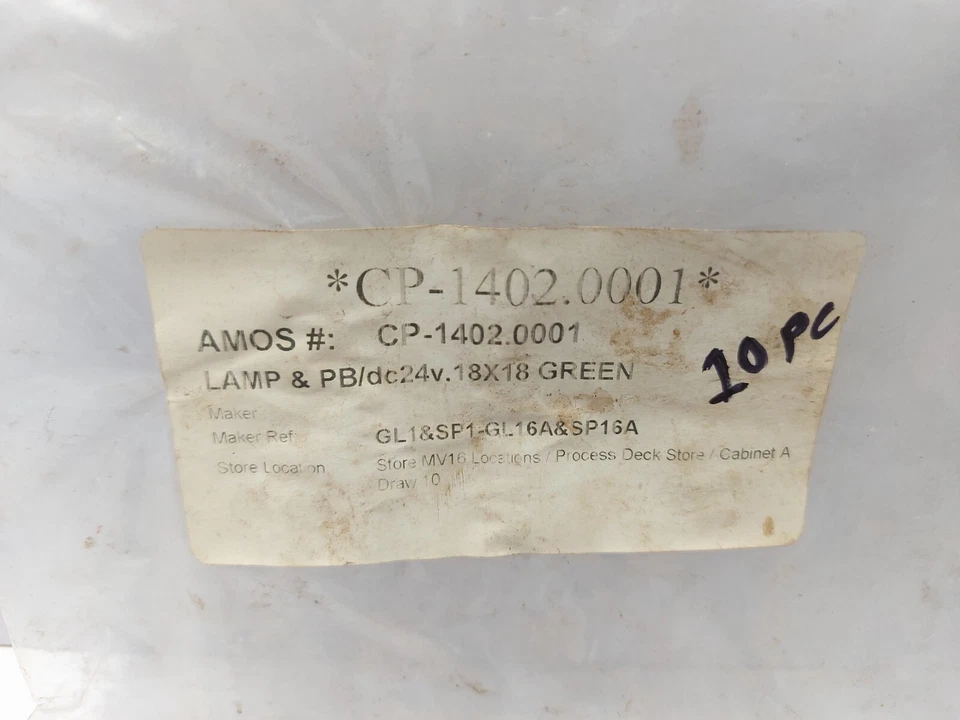 *CP-1402.0001*
AMOS #: CP-1402.0001
LAMP & PB/dc24v.18X18 GREEN
10 PC
Maker
Maker Ref GL1&SP1-GL16A&SP16A
Store Location Store MV16 Locations / Process Deck Store / Cabinet A
Draw 10